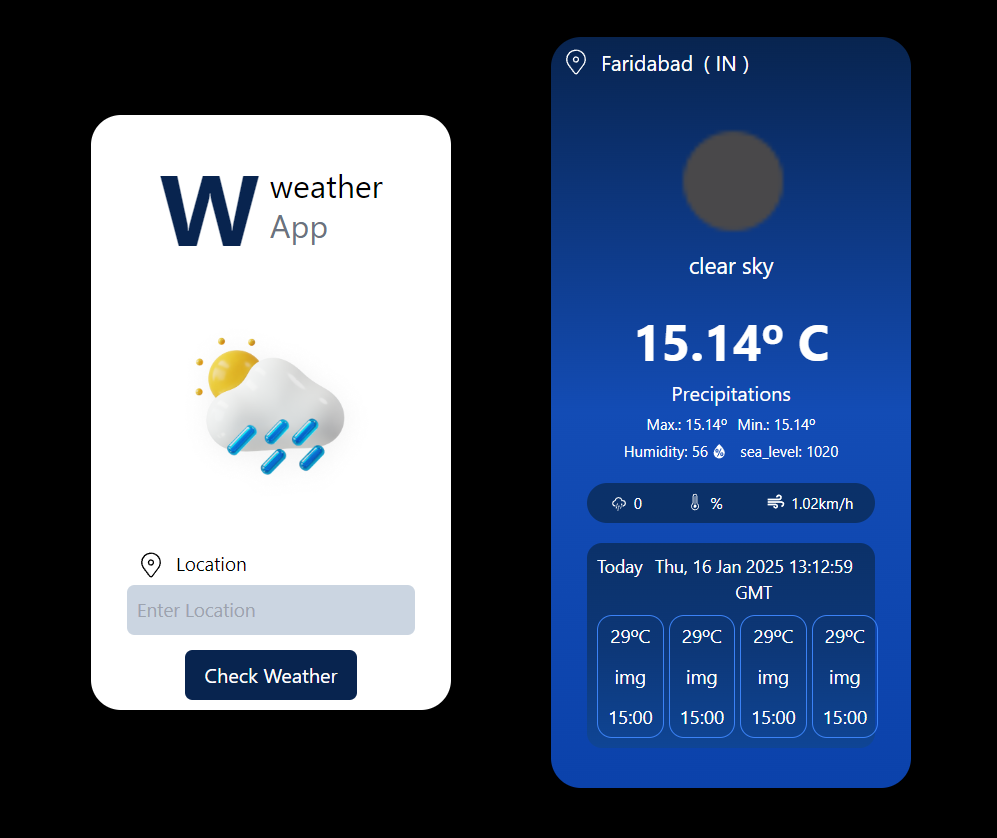 W
weather
App
Location
Enter Location
Check Weather
Faridabad ( IN )
clear sky
15.14º C
Precipitations
Max.: 15.14º Min.: 15.14º
Humidity: 56 sea_level: 1020
0 % 1.02km/h
Today Thu, 16 Jan 2025 13:12:59
GMT
29ºC 29ºC 29ºC 29ºC
img img img img
15:00 15:00 15:00 15:00